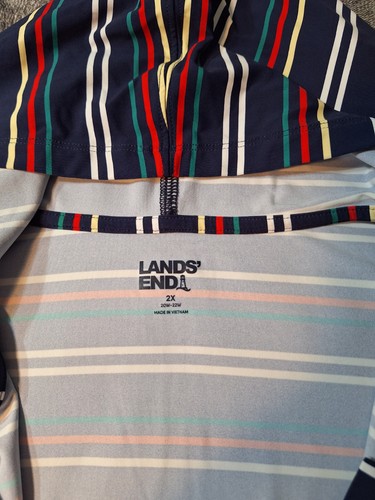 LANDS'
END
2X
20W-22W
MADE IN VIETNAM